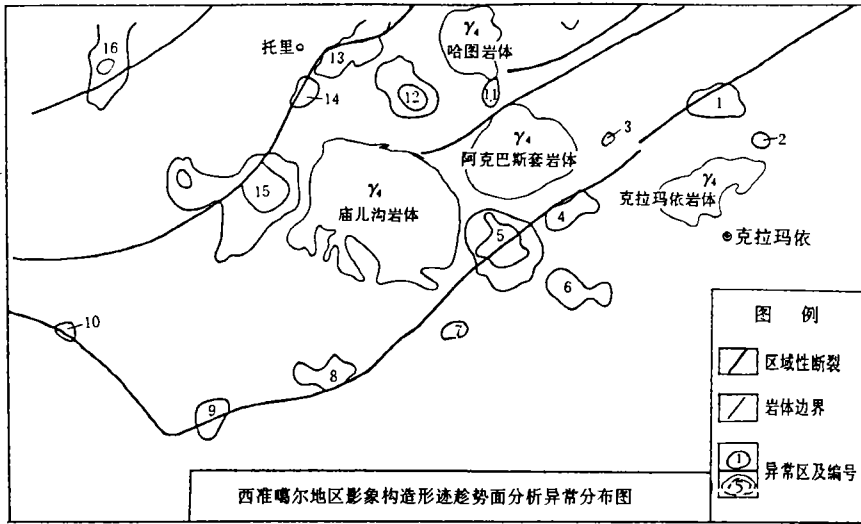 16
托里
13
γ₄
哈图岩体
14
12
11
1
3
2
γ₄
阿克巴斯套岩体
γ₄
克拉玛依岩体
15
γ₄
庙儿沟岩体
4
5
克拉玛依
6
10
7
8
9
图 例
区域性断裂
岩体边界
1
5
异常区及编号
西准噶尔地区影象构造形迹趁势面分析异常分布图